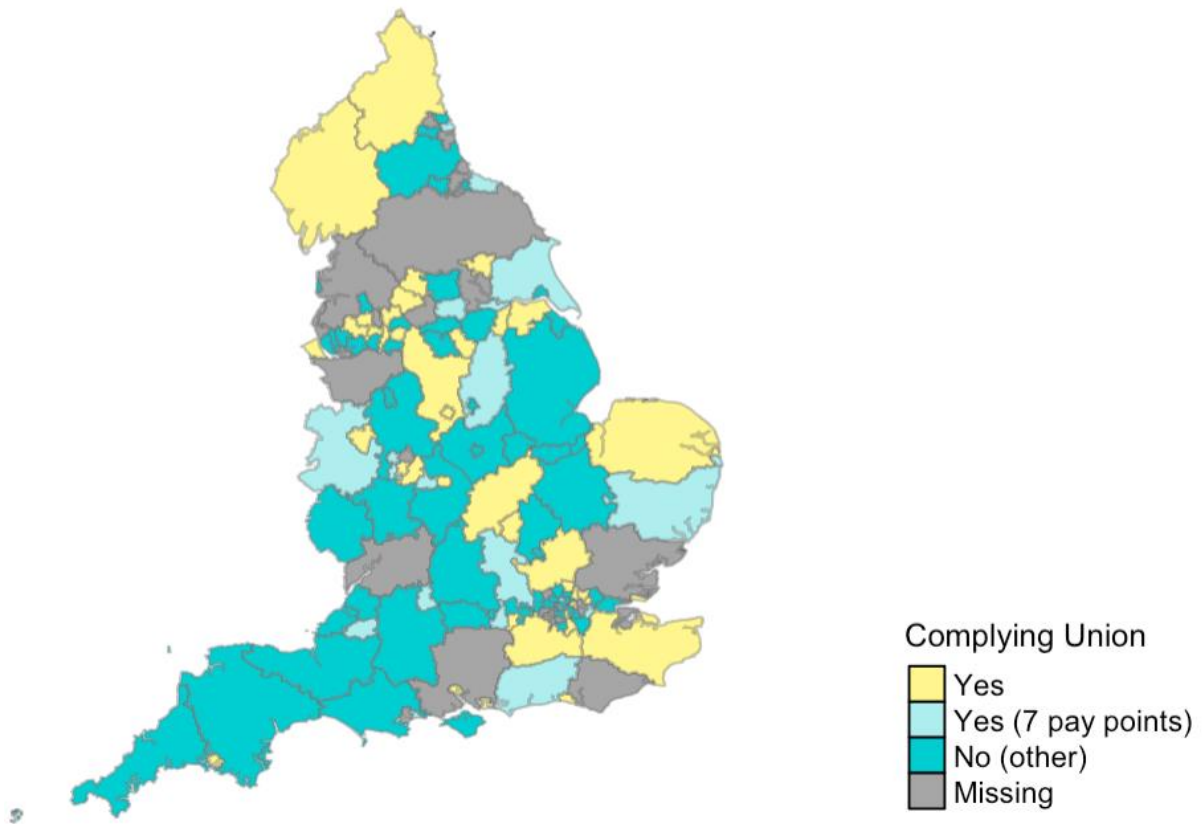 Complying Union
Yes
Yes (7 pay points)
No (other)
Missing